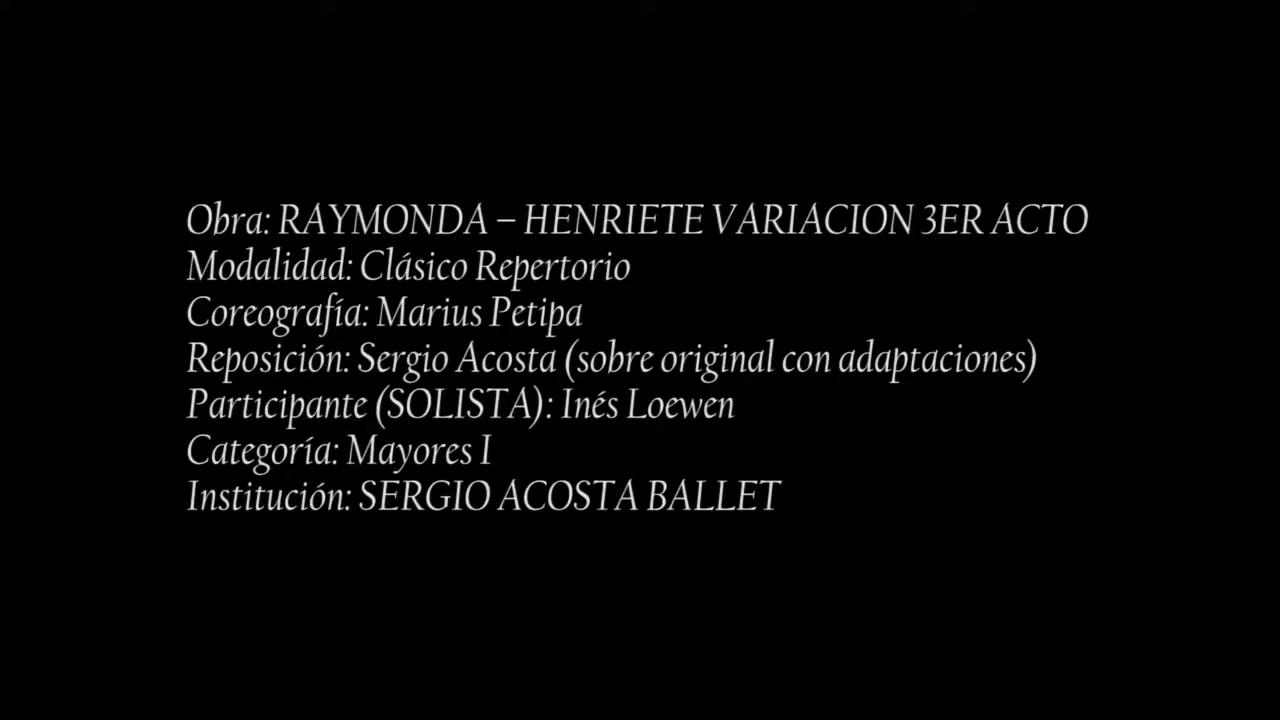 Obra: RAYMONDA – HENRIETE VARIACION 3ER ACTO
Modalidad: Clásico Repertorio
Coreografía: Marius Petipa
Reposición: Sergio Acosta (sobre original con adaptaciones)
Participante (SOLISTA): Inés Loewen
Categoría: Mayores I
Institución: SERGIO ACOSTA BALLET